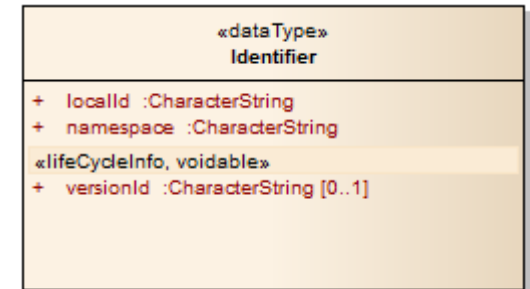 «dataType»
Identifier
+ localId :CharacterString
+ namespace :CharacterString
«lifeCycleInfo, voidable»
+ versionId :CharacterString [0..1]